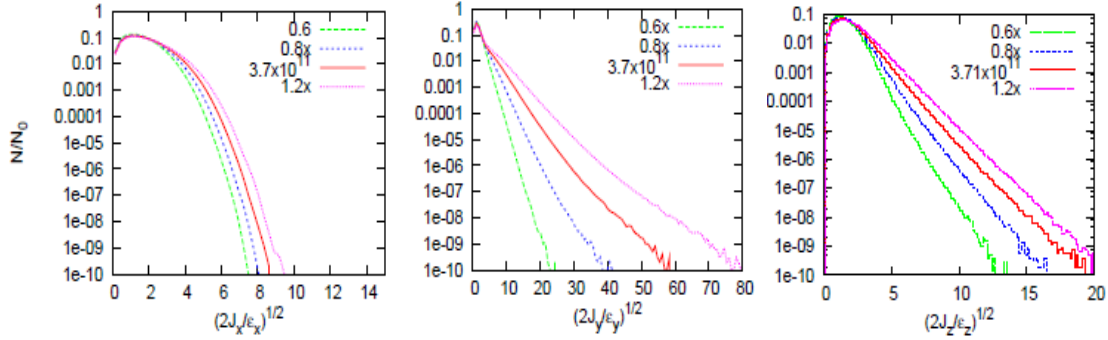 N/N0
0.1
0.01
0.001
0.0001
1e-05
1e-06
1e-07
1e-08
1e-09
1e-10
0 2 4 6 8 10 12 14
(2Jx/εx)^1/2
0.6
0.8x
3.7x10^11
1.2x
1
0.1
0.01
0.001
0.0001
1e-05
1e-06
1e-07
1e-08
1e-09
1e-10
0 10 20 30 40 50 60 70 80
(2Jy/εy)^1/2
0.6x
0.8x
3.7x10^11
1.2x
0.1
0.01
0.001
0.0001
1e-05
1e-06
1e-07
1e-08
1e-09
1e-10
0 5 10 15 20
(2Jz/εz)^1/2
0.6x
0.8x
3.71x10^11
1.2x